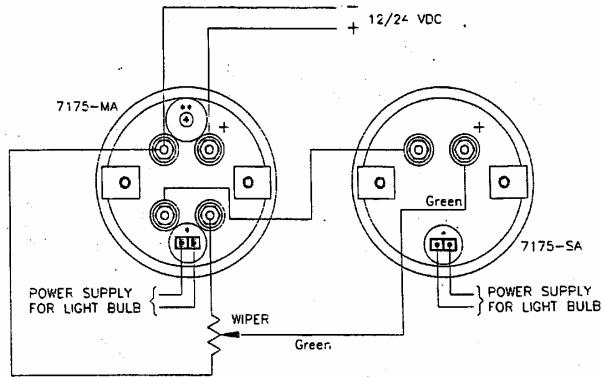 −
+ 12/24 VDC
7175-MA
**
+
+
Green
*
*
7175-SA
POWER SUPPLY
FOR LIGHT BULB
WIPER
Green
POWER SUPPLY
FOR LIGHT BULB